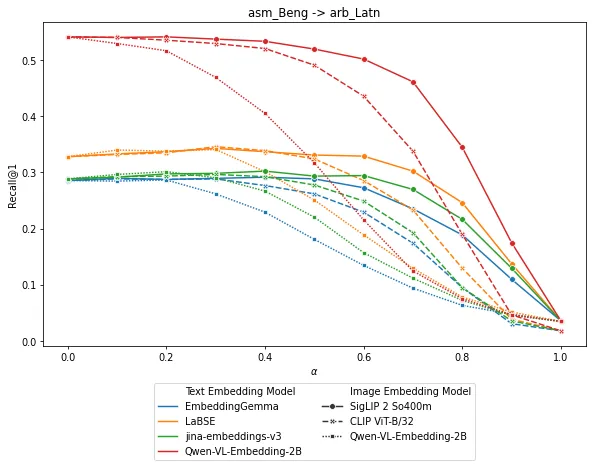 asm_Beng -> arb_Latn
Recall@1
0.5
0.4
0.3
0.2
0.1
0.0
0.0 0.2 0.4 0.6 0.8 1.0
α
Text Embedding Model Image Embedding Model
EmbeddingGemma SigLIP 2 So400m
LaBSE CLIP ViT-B/32
jina-embeddings-v3 Qwen-VL-Embedding-2B
Qwen-VL-Embedding-2B